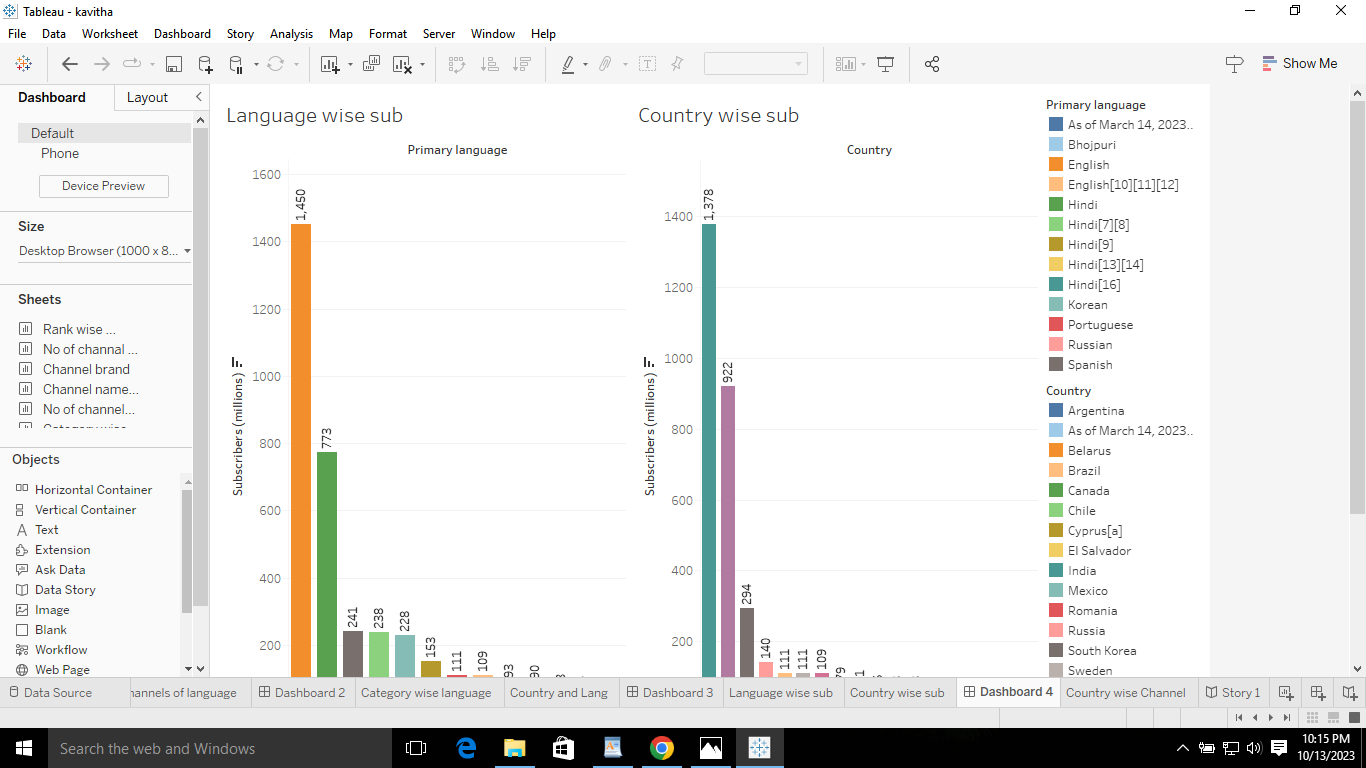 Tableau - kavitha
File Data Worksheet Dashboard Story Analysis Map Format Server Window Help
Show Me
Dashboard Layout
Default
Phone
Device Preview
Size
Desktop Browser (1000 x 8...
Sheets
Rank wise ...
No of channal ...
Channel brand
Channel name...
No of channel...
Objects
Horizontal Container
Vertical Container
Text
Extension
Ask Data
Data Story
Image
Blank
Workflow
Web Page
Language wise sub
Primary language
Subscribers (millions)
1600
1400
1200
1000
800
600
400
200
1,450
773
241
238
228
153
111
109
93
90
Country wise sub
Country
Subscribers (millions)
1400
1200
1000
800
600
400
200
1,378
922
294
140
111
111
109
Primary language
As of March 14, 2023..
Bhojpuri
English
English[10][11][12]
Hindi
Hindi[7][8]
Hindi[9]
Hindi[13][14]
Hindi[16]
Korean
Portuguese
Russian
Spanish
Country
Argentina
As of March 14, 2023..
Belarus
Brazil
Canada
Chile
Cyprus[a]
El Salvador
India
Mexico
Romania
Russia
South Korea
Sweden
Data Source hannels of language Dashboard 2 Category wise language Country and Lang Dashboard 3 Language wise sub Country wise sub Dashboard 4 Country wise Channel Story 1
Search the web and Windows
10:15 PM
10/13/2023